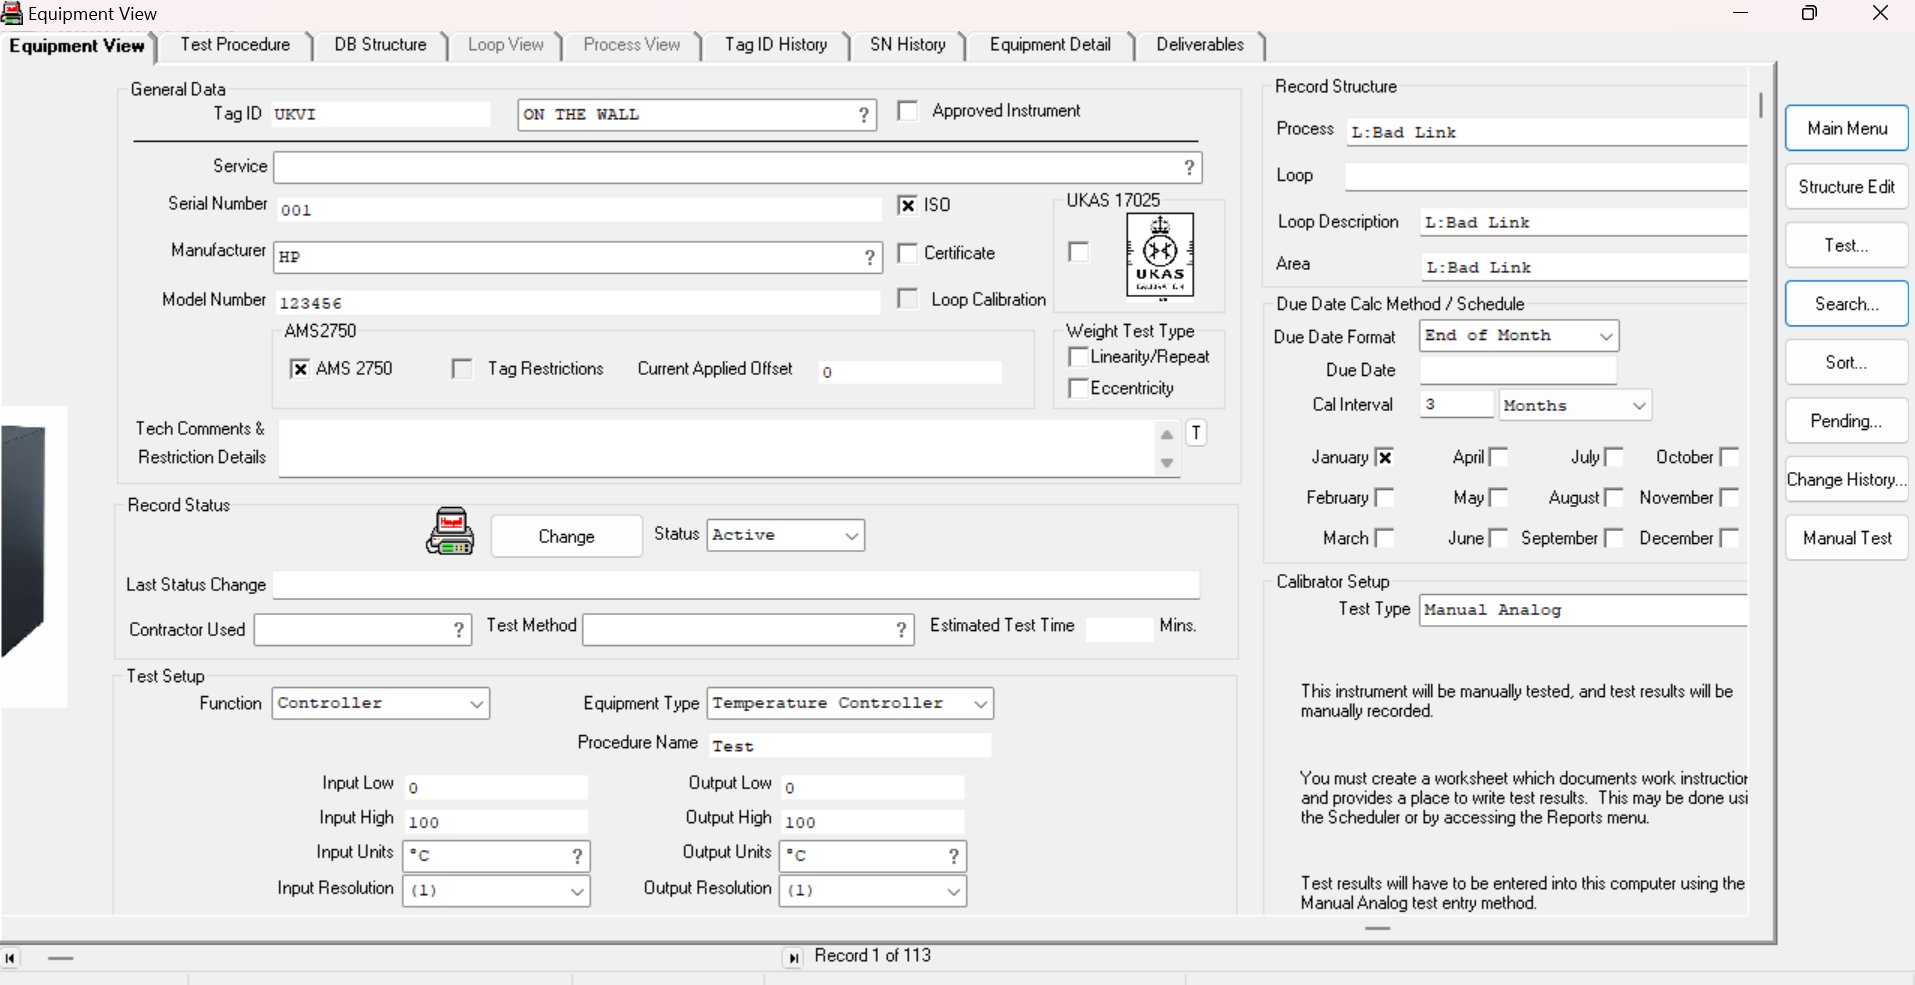 Equipment View
Equipment View Test Procedure DB Structure Loop View Process View Tag ID History SN History Equipment Detail Deliverables
General Data
Tag ID UKVI ON THE WALL ? Approved Instrument
Service ?
Serial Number 001 ISO
Manufacturer HP ? Certificate
Model Number 123456 Loop Calibration
UKAS 17025
UKAS
AMS2750
AMS 2750 Tag Restrictions Current Applied Offset 0
Weight Test Type
Linearity/Repeat
Eccentricity
Tech Comments &
Restriction Details
T
Record Status
Change Status Active
Last Status Change
Contractor Used ? Test Method ? Estimated Test Time Mins.
Test Setup
Function Controller Equipment Type Temperature Controller
Procedure Name Test
Input Low 0 Output Low 0
Input High 100 Output High 100
Input Units °C ? Output Units °C ?
Input Resolution (1) Output Resolution (1)
Record Structure
Process L:Bad Link
Loop
Loop Description L:Bad Link
Area L:Bad Link
Due Date Calc Method / Schedule
Due Date Format End of Month
Due Date
Cal Interval 3 Months
January April July October
February May August November
March June September December
Calibrator Setup
Test Type Manual Analog
This instrument will be manually tested, and test results will be
manually recorded.
You must create a worksheet which documents work instruction
and provides a place to write test results. This may be done usi
the Scheduler or by accessing the Reports menu.
Test results will have to be entered into this computer using the
Manual Analog test entry method.
Main Menu
Structure Edit
Test...
Search...
Sort...
Pending...
Change History...
Manual Test
Record 1 of 113